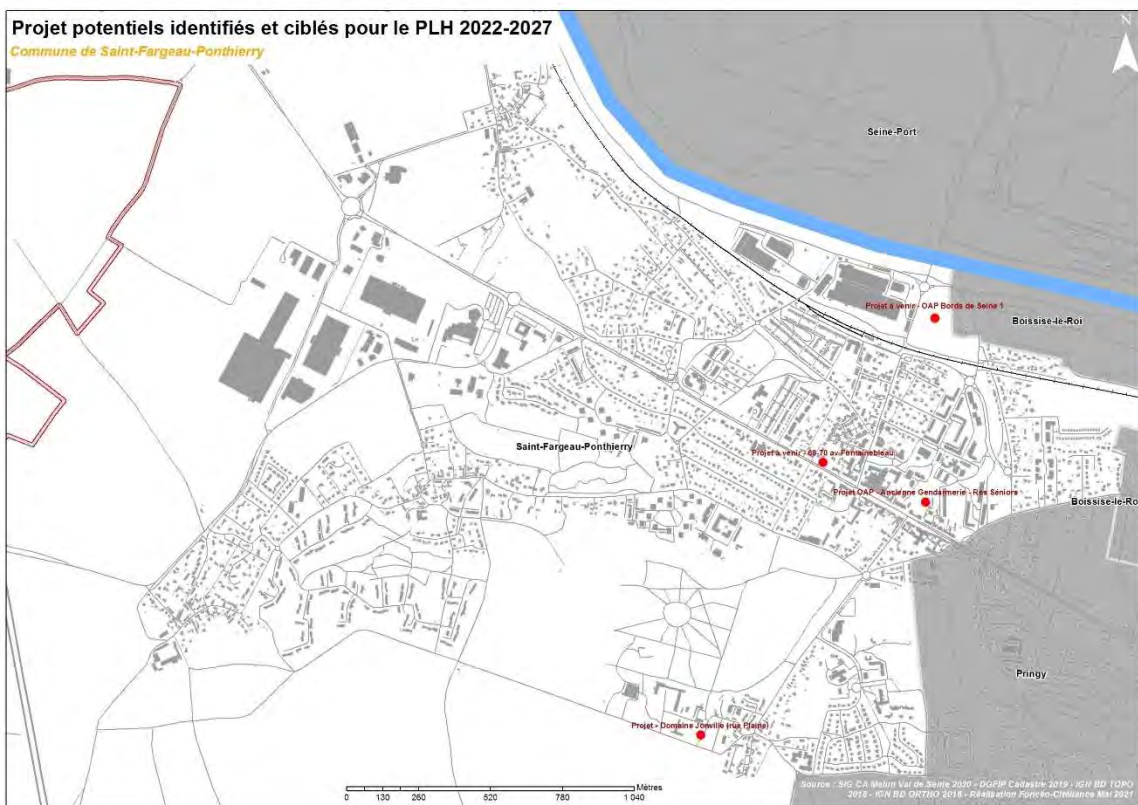 Projet potentiels identifiés et ciblés pour le PLH 2022-2027
Commune de Saint-Fargeau-Ponthierry
N
Seine-Port
Projet à venir - OAP Bords de Seine 1
Boissise-le-Roi
Saint-Fargeau-Ponthierry
Projet à venir - 68-70 av Fontainebleau
Projet OAP - Ancienne Gendarmerie - Rés Séniors
Boissise-le-Roi
Pringy
Projet - Domaine Jonville (rue Plaine)
Mètres
0 130 260 520 780 1 040
Source : SIG CA Melun Val de Seine 2020 - DGFIP Cadastre 2019 - IGN BD TOPO
2018 - IGN BD ORTHO 2018 - Réalisation Foncéo-Citéliance Mai 2021